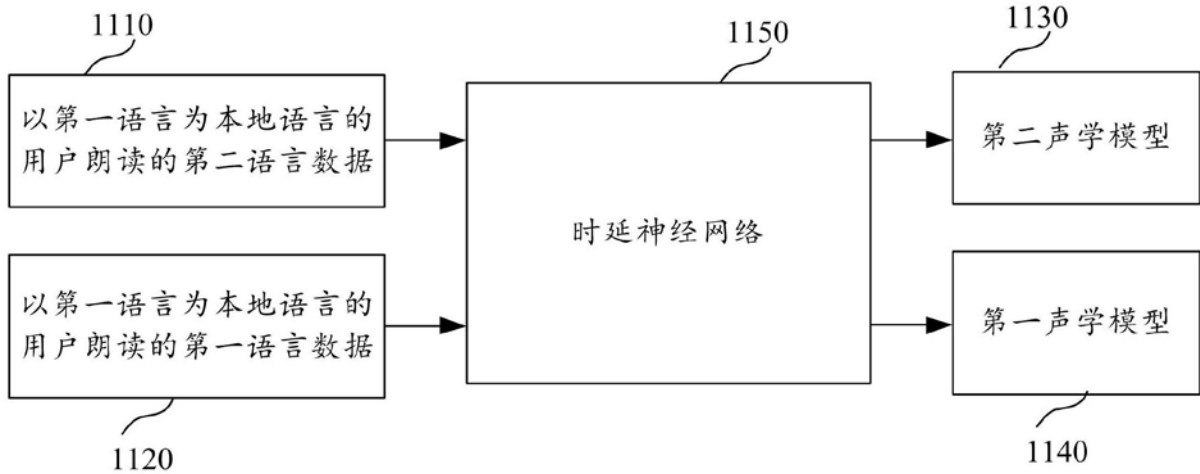 1110
1150
1130
以第一语言为本地语言的
用户朗读的第二语言数据
第二声学模型
时延神经网络
以第一语言为本地语言的
用户朗读的第一语言数据
第一声学模型
1120
1140